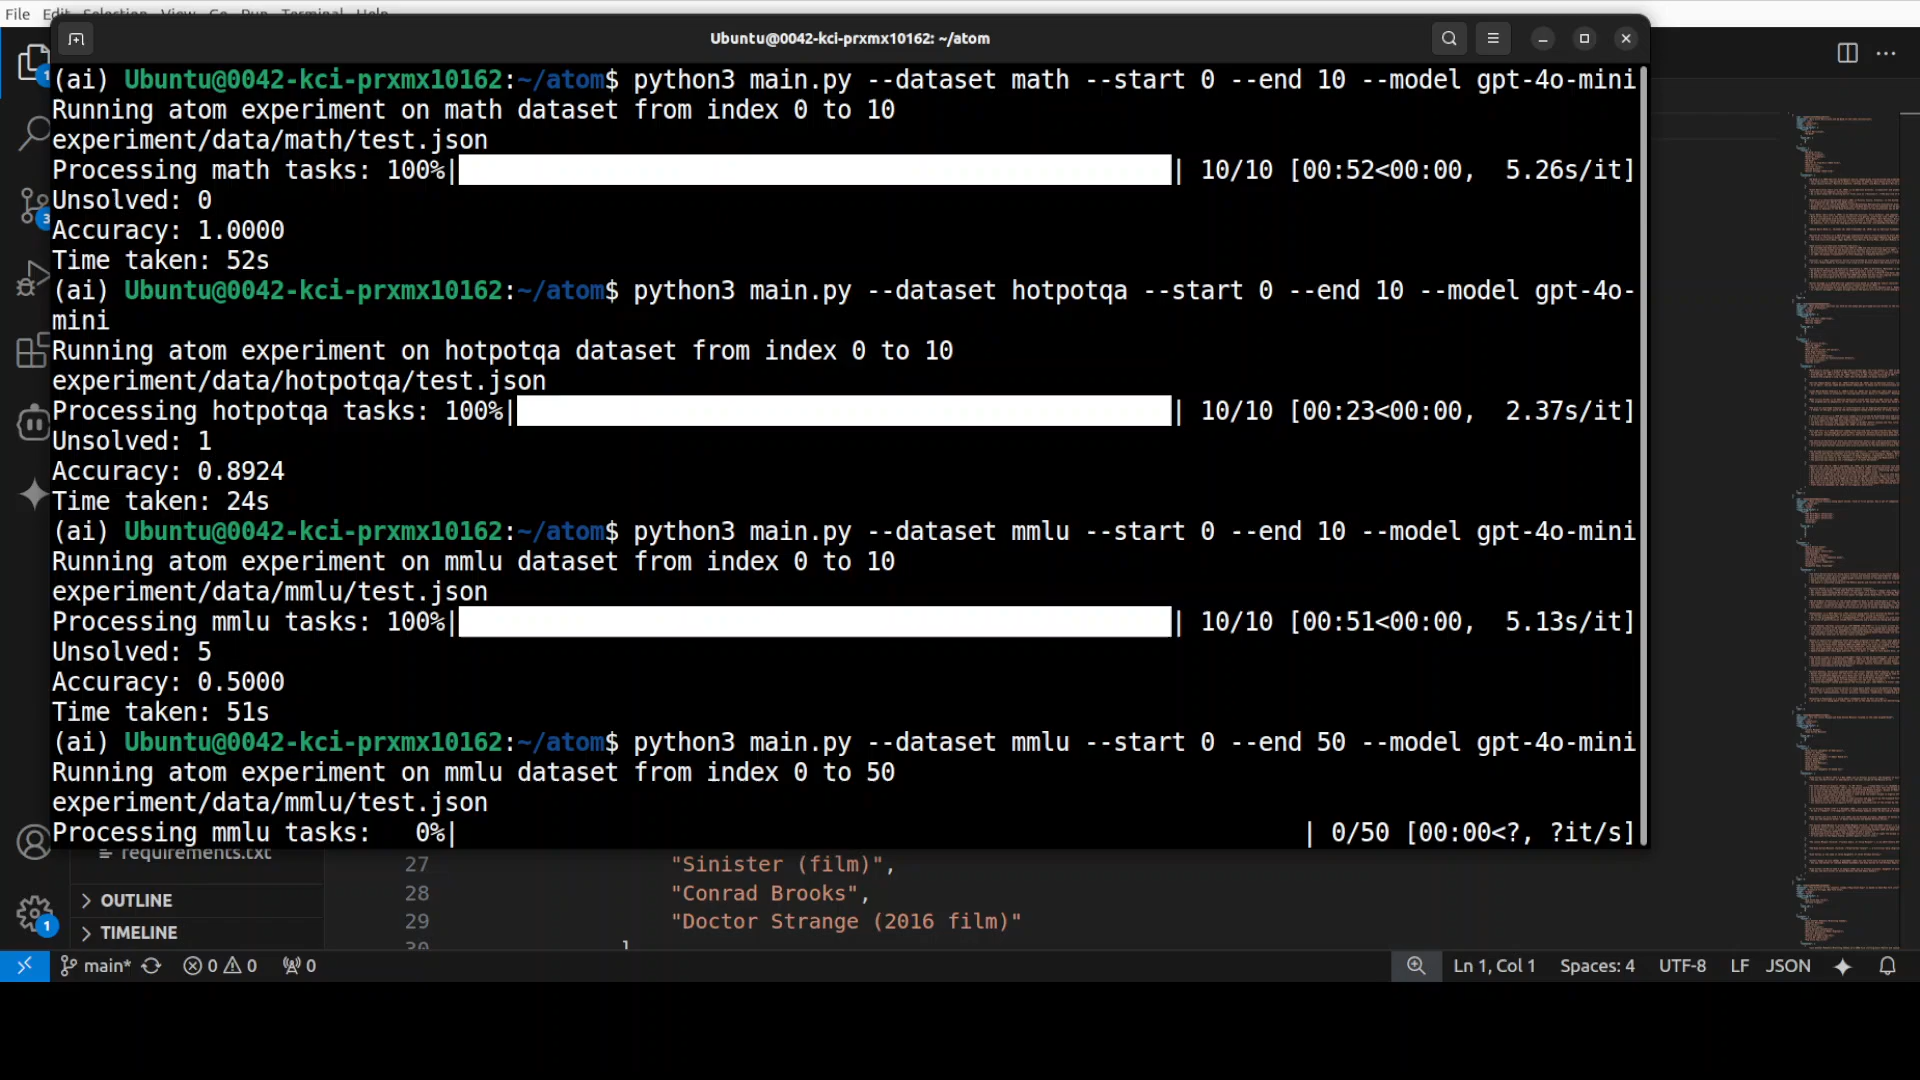 File Edit Selection View Go Run Terminal Help
Ubuntu@0042-kci-prxmx10162: ~/atom
(ai) Ubuntu@0042-kci-prxmx10162:~/atom$ python3 main.py --dataset math --start 0 --end 10 --model gpt-4o-mini
Running atom experiment on math dataset from index 0 to 10
experiment/data/math/test.json
Processing math tasks: 100%|| 10/10 [00:52<00:00, 5.26s/it]
Unsolved: 0
Accuracy: 1.0000
Time taken: 52s
(ai) Ubuntu@0042-kci-prxmx10162:~/atom$ python3 main.py --dataset hotpotqa --start 0 --end 10 --model gpt-4o-
mini
Running atom experiment on hotpotqa dataset from index 0 to 10
experiment/data/hotpotqa/test.json
Processing hotpotqa tasks: 100%|| 10/10 [00:23<00:00, 2.37s/it]
Unsolved: 1
Accuracy: 0.8924
Time taken: 24s
(ai) Ubuntu@0042-kci-prxmx10162:~/atom$ python3 main.py --dataset mmlu --start 0 --end 10 --model gpt-4o-mini
Running atom experiment on mmlu dataset from index 0 to 10
experiment/data/mmlu/test.json
Processing mmlu tasks: 100%|| 10/10 [00:51<00:00, 5.13s/it]
Unsolved: 5
Accuracy: 0.5000
Time taken: 51s
(ai) Ubuntu@0042-kci-prxmx10162:~/atom$ python3 main.py --dataset mmlu --start 0 --end 50 --model gpt-4o-mini
Running atom experiment on mmlu dataset from index 0 to 50
experiment/data/mmlu/test.json
Processing mmlu tasks: 0%| | 0/50 [00:00<?, ?it/s]
requirements.txt
27 "Sinister (film)",
28 "Conrad Brooks",
29 "Doctor Strange (2016 film)"
30 ]
OUTLINE
TIMELINE
main* 0 0 0 Ln 1, Col 1 Spaces: 4 UTF-8 LF JSON